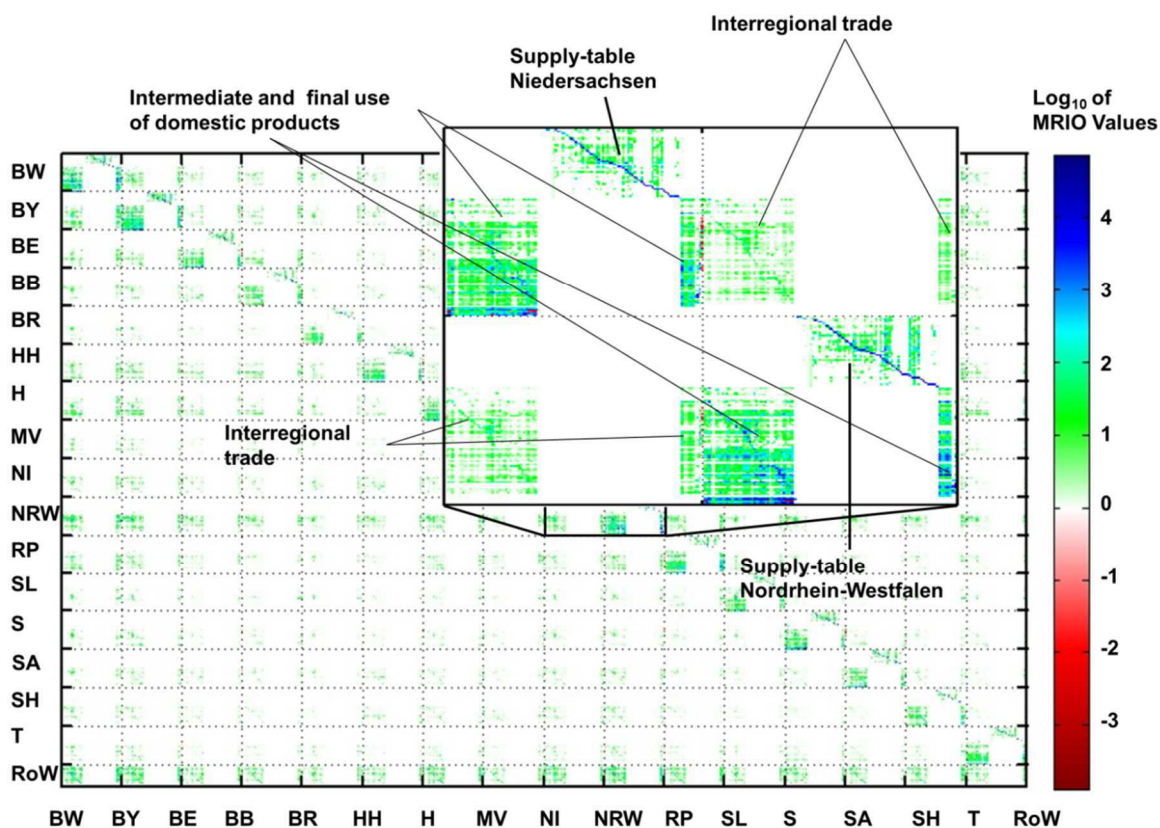 Interregional trade
Supply-table
Niedersachsen
Intermediate and final use
of domestic products
Log10 of
MRIO Values
BW
BY
BE
BB
BR
HH
H
MV
NI
NRW
RP
SL
S
SA
SH
T
RoW
4
3
2
1
0
-1
-2
-3
Interregional
trade
Supply-table
Nordrhein-Westfalen
BW BY BE BB BR HH H MV NI NRW RP SL S SA SH T RoW